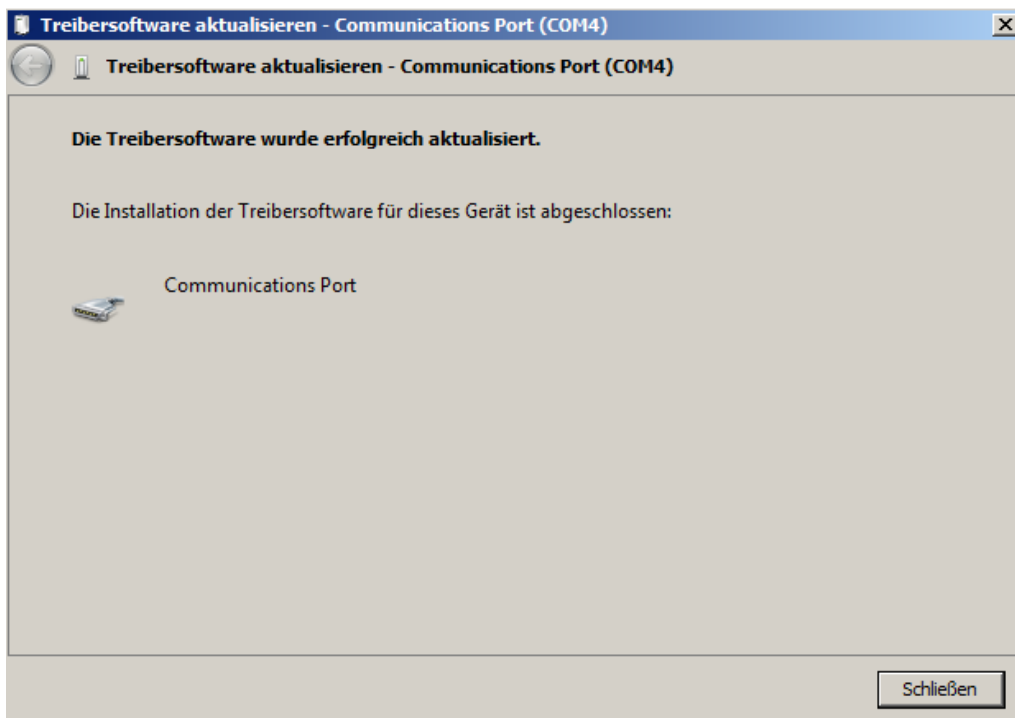 Treibersoftware aktualisieren - Communications Port (COM4)
Treibersoftware aktualisieren - Communications Port (COM4)
Die Treibersoftware wurde erfolgreich aktualisiert.
Die Installation der Treibersoftware für dieses Gerät ist abgeschlossen:
Communications Port
Schließen